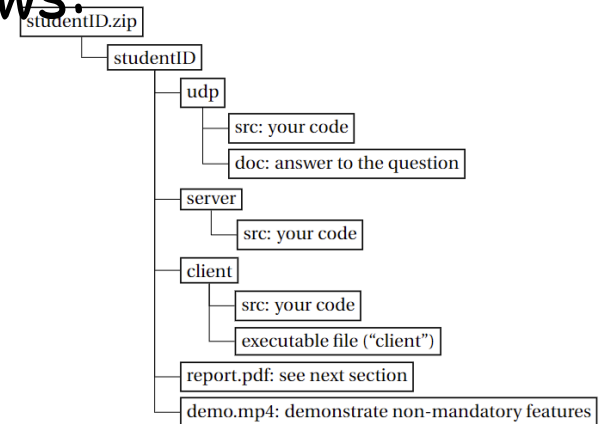 ws:
studentID.zip
studentID
udp
src: your code
doc: answer to the question
server
src: your code
client
src: your code
executable file (“client”)
report.pdf: see next section
demo.mp4: demonstrate non-mandatory features